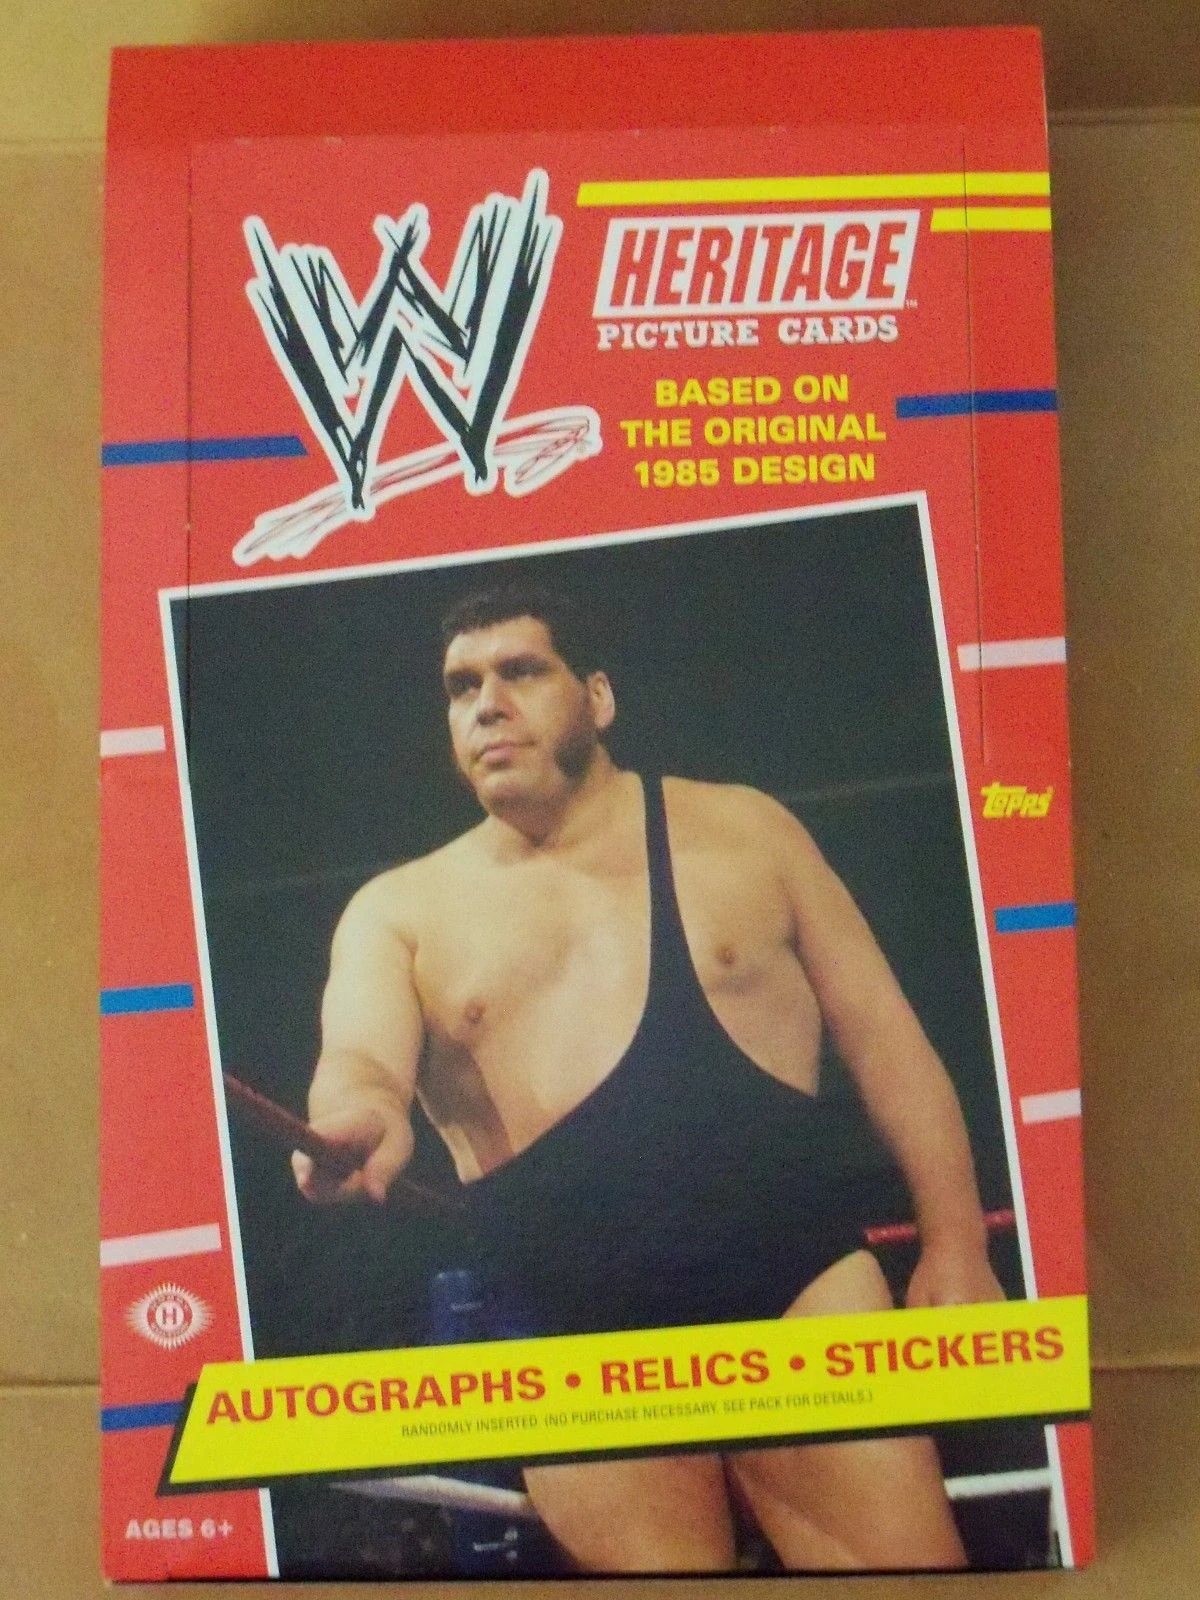 W
HERITAGE™
PICTURE CARDS
BASED ON
THE ORIGINAL
1985 DESIGN
TOPPS
H
AUTOGRAPHS • RELICS • STICKERS
RANDOMLY INSERTED. (NO PURCHASE NECESSARY. SEE PACK FOR DETAILS.)
AGES 6+